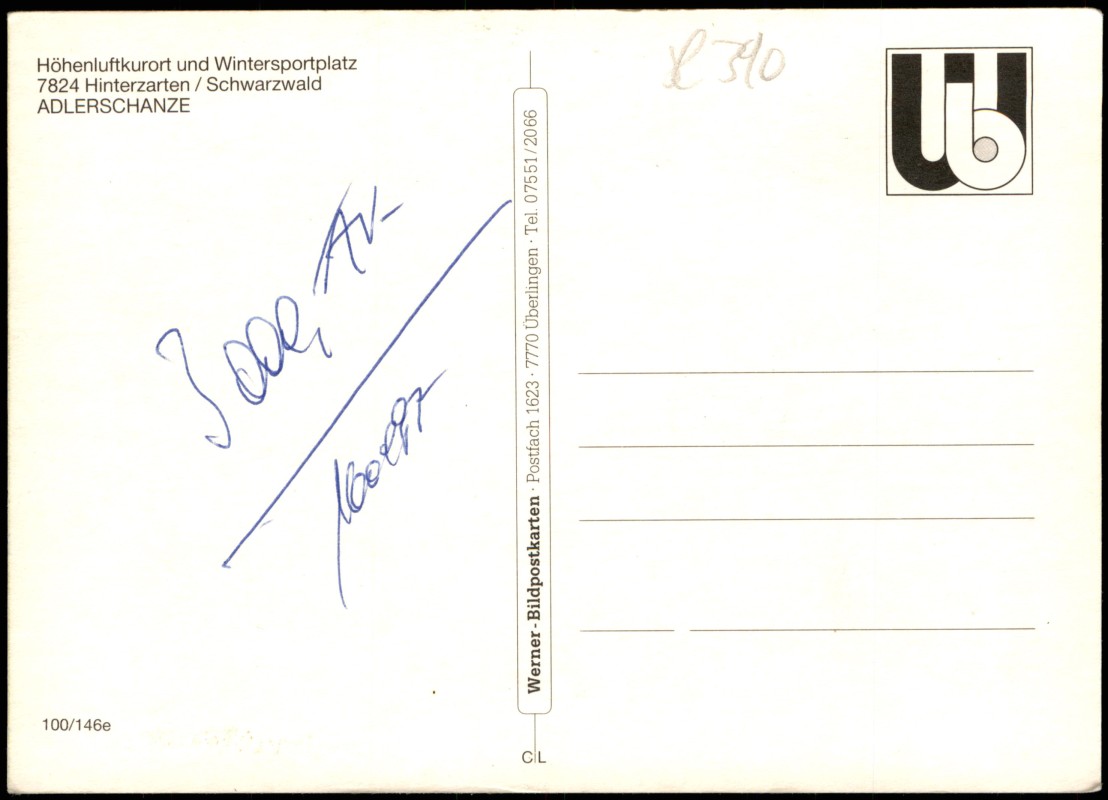 Höhenluftkurort und Wintersportplatz
7824 Hinterzarten / Schwarzwald
ADLERSCHANZE
Werner-Bildpostkarten · Postfach 1623 · 7770 Überlingen · Tel. 07551/2066
100/146e
C/L